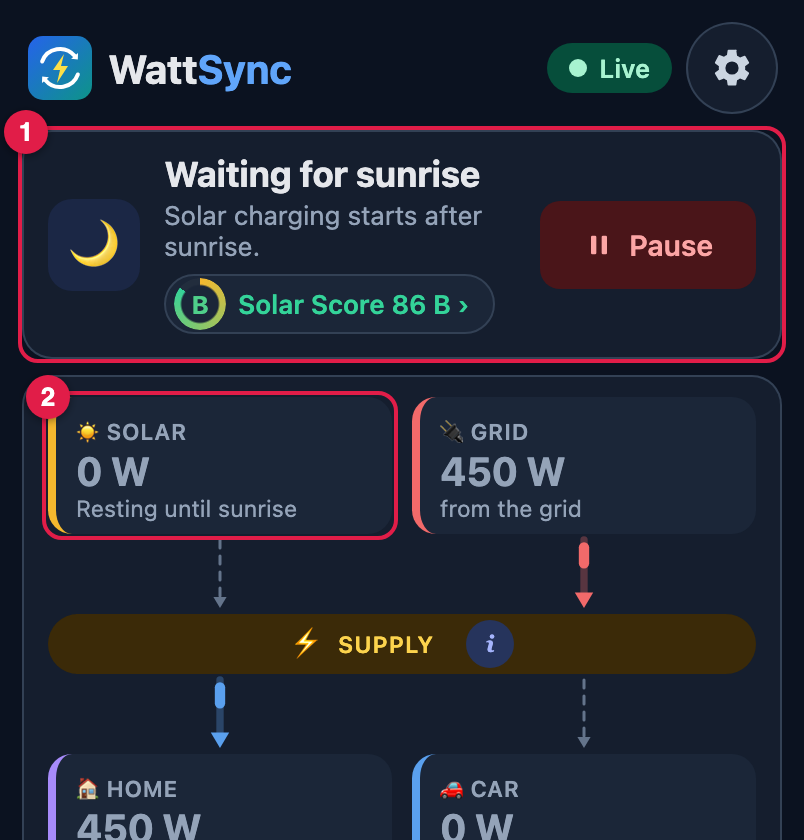 WattSync
Live
1
Waiting for sunrise
Solar charging starts after
sunrise.
Pause
B
Solar Score 86 B ›
2
SOLAR
0 W
Resting until sunrise
GRID
450 W
from the grid
SUPPLY
i
HOME
450 W
CAR
0 W